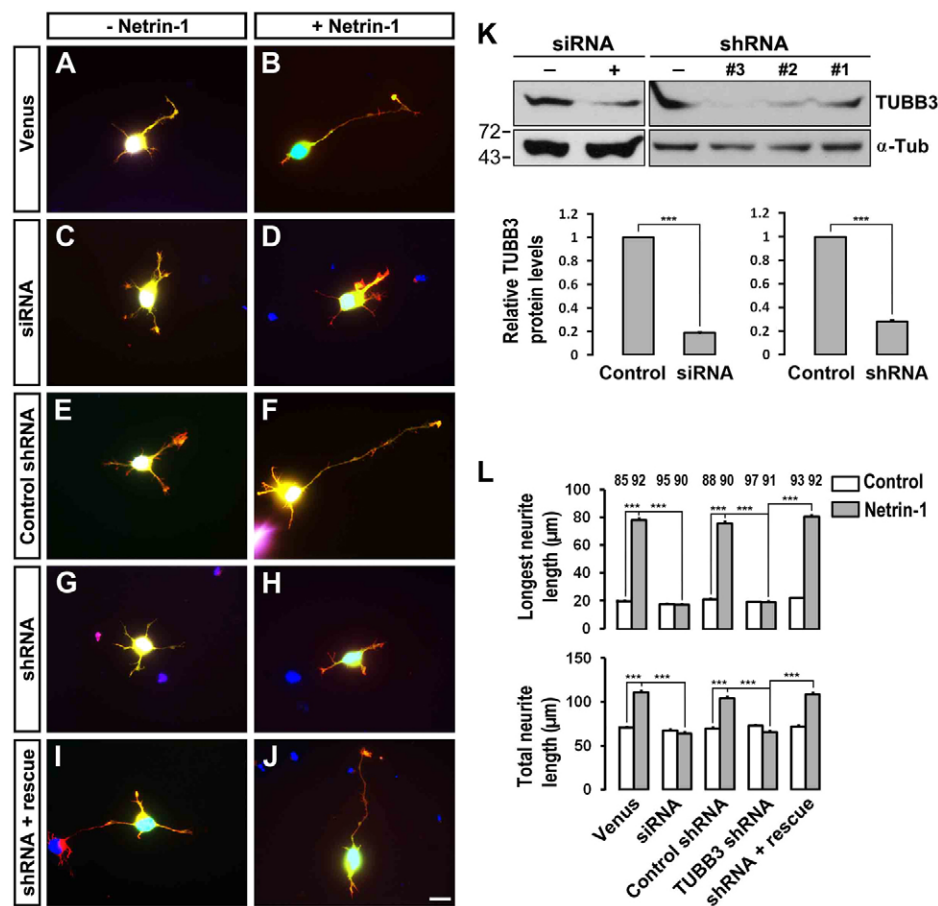 - Netrin-1
+ Netrin-1
Venus
A
B
siRNA
C
D
Control shRNA
E
F
shRNA
G
H
shRNA + rescue
I
J
K
siRNA
shRNA
– + – #3 #2 #1
TUBB3
72
43
α-Tub
Relative TUBB3
protein levels
1.2
1
0.8
0.6
0.4
0.2
0
***
Control siRNA
1.2
1
0.8
0.6
0.4
0.2
0
***
Control shRNA
L
85 92 95 90 88 90 97 91 93 92
Control
Netrin-1
Longest neurite
length (µm)
100
80
60
40
20
0
*** *** *** *** ***
Total neurite
length (µm)
150
100
50
0
*** *** *** *** ***
Venus
siRNA
Control shRNA
TUBB3 shRNA
shRNA + rescue